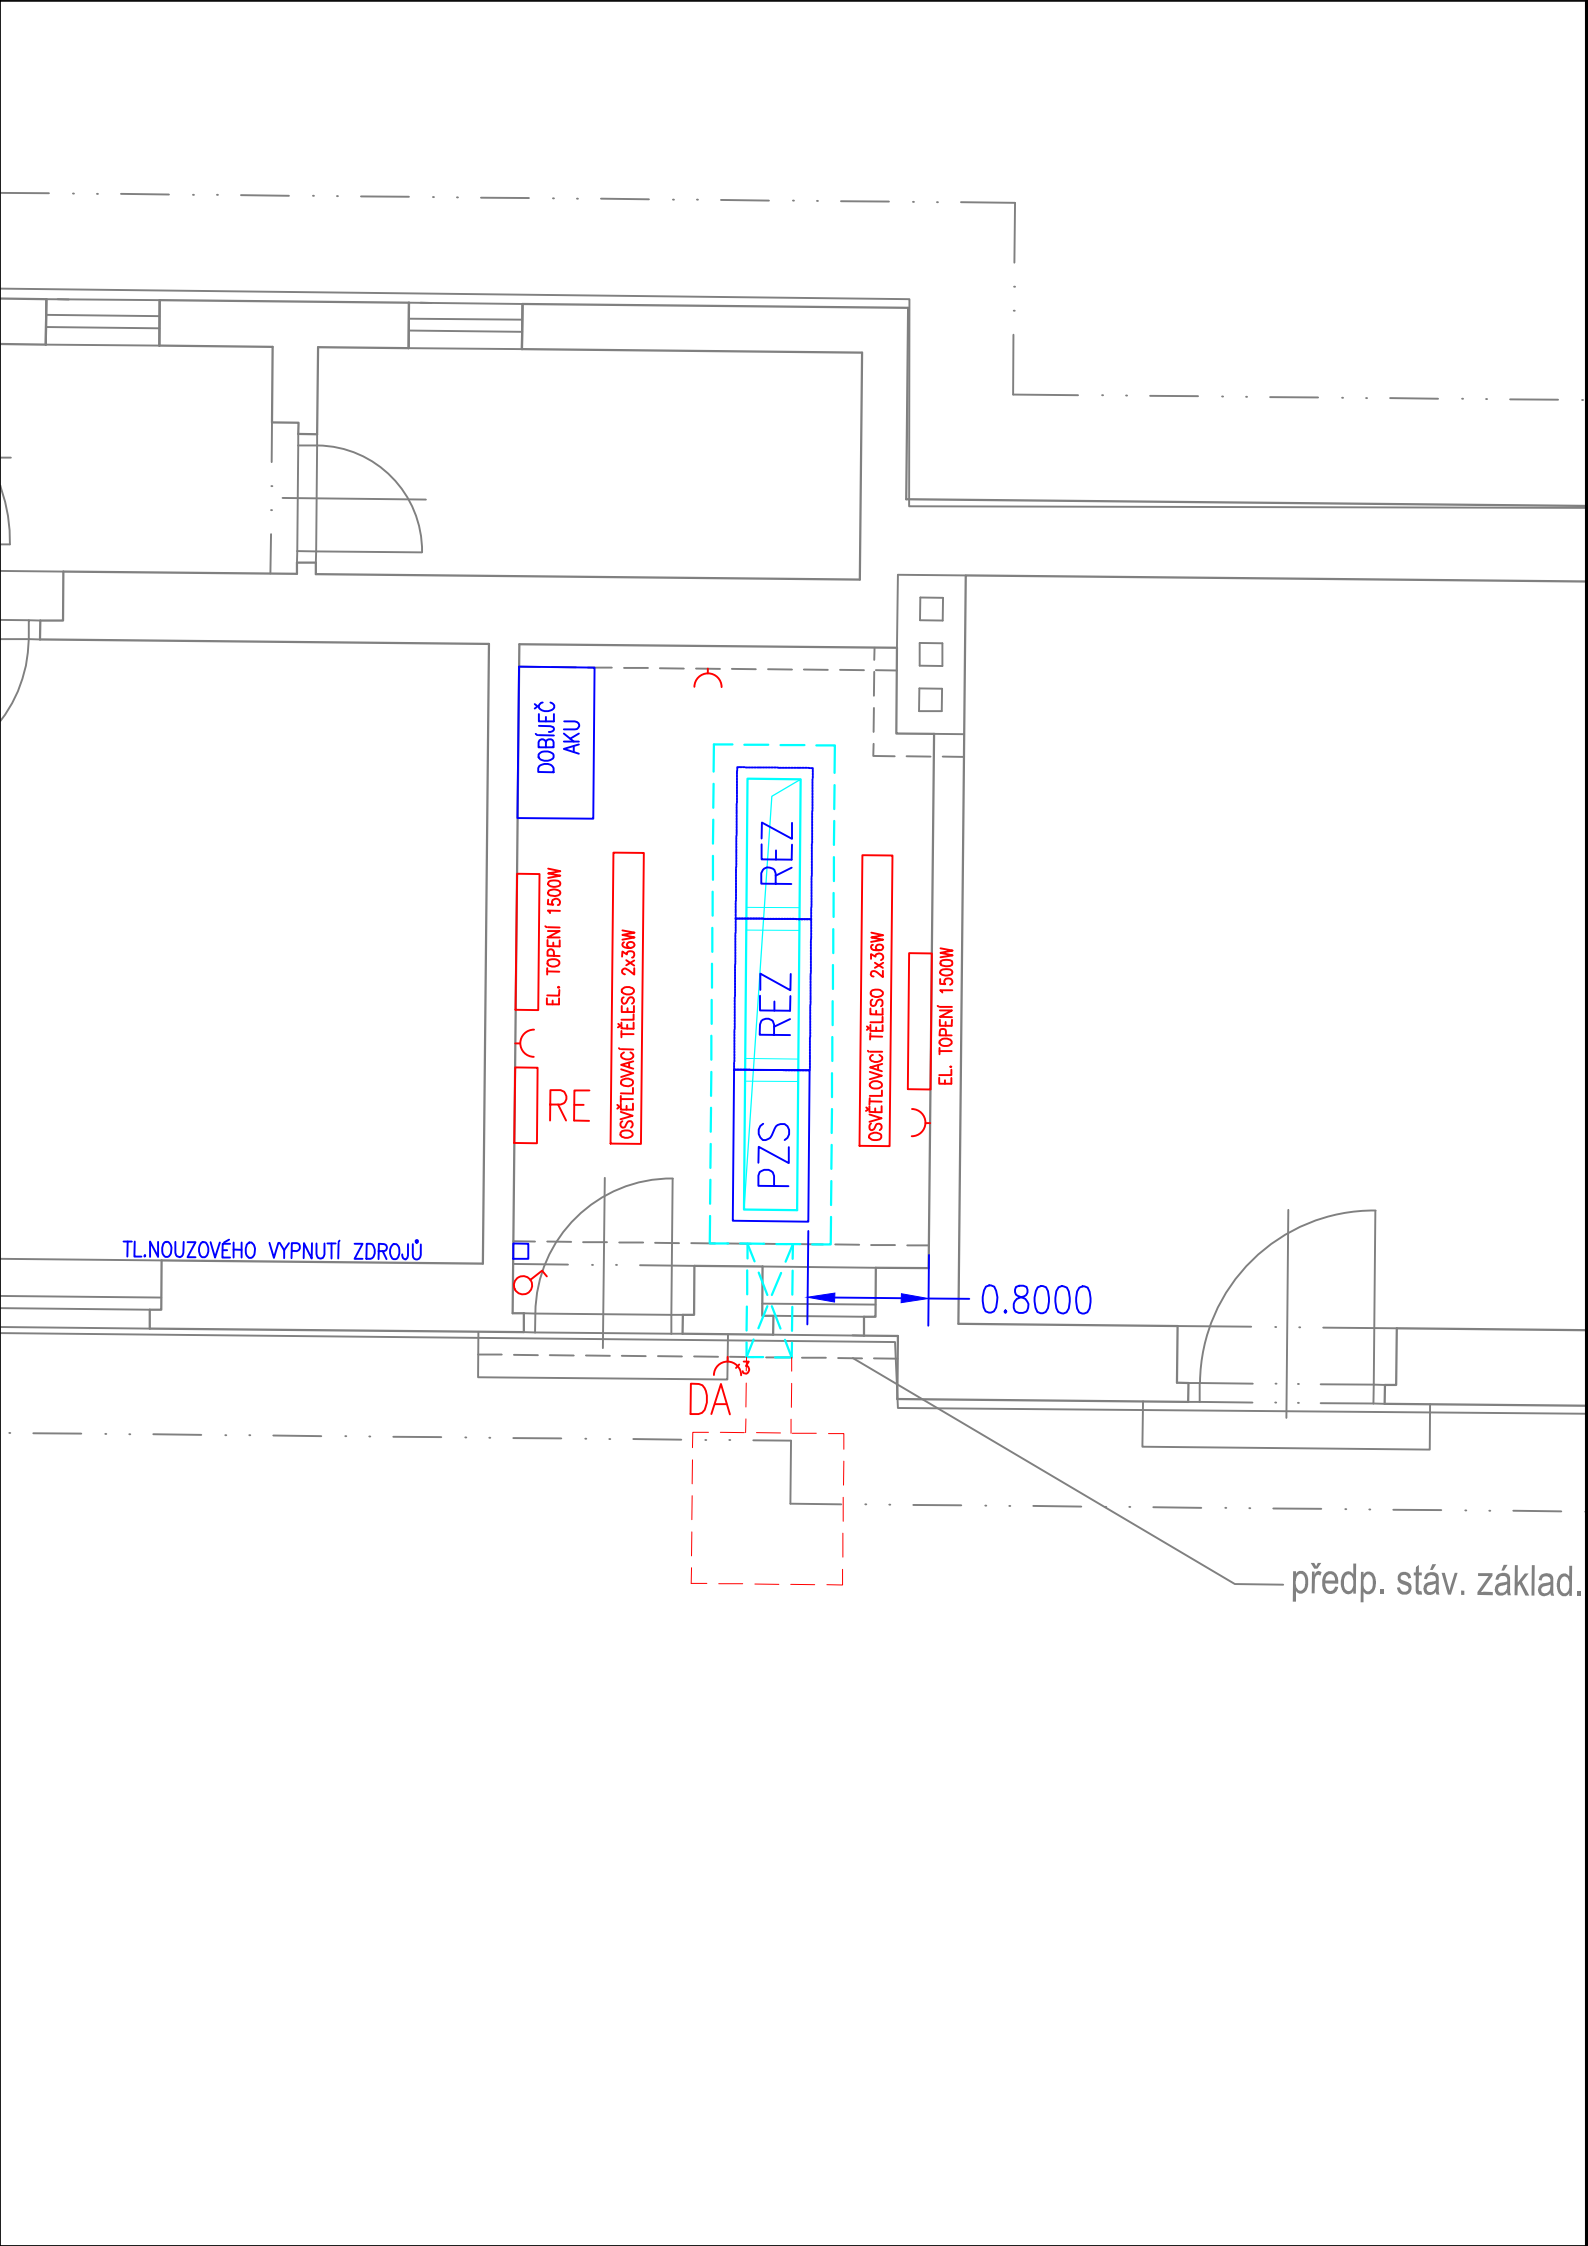 DOBÍJEČ
AKU
REZ
REZ
PZS
EL. TOPENÍ 1500W
OSVĚTLOVACÍ TĚLESO 2x36W
OSVĚTLOVACÍ TĚLESO 2x36W
EL. TOPENÍ 1500W
RE
TL.NOUZOVÉHO VYPNUTÍ ZDROJŮ
0.8000
3
DA
předp. stáv. základ.